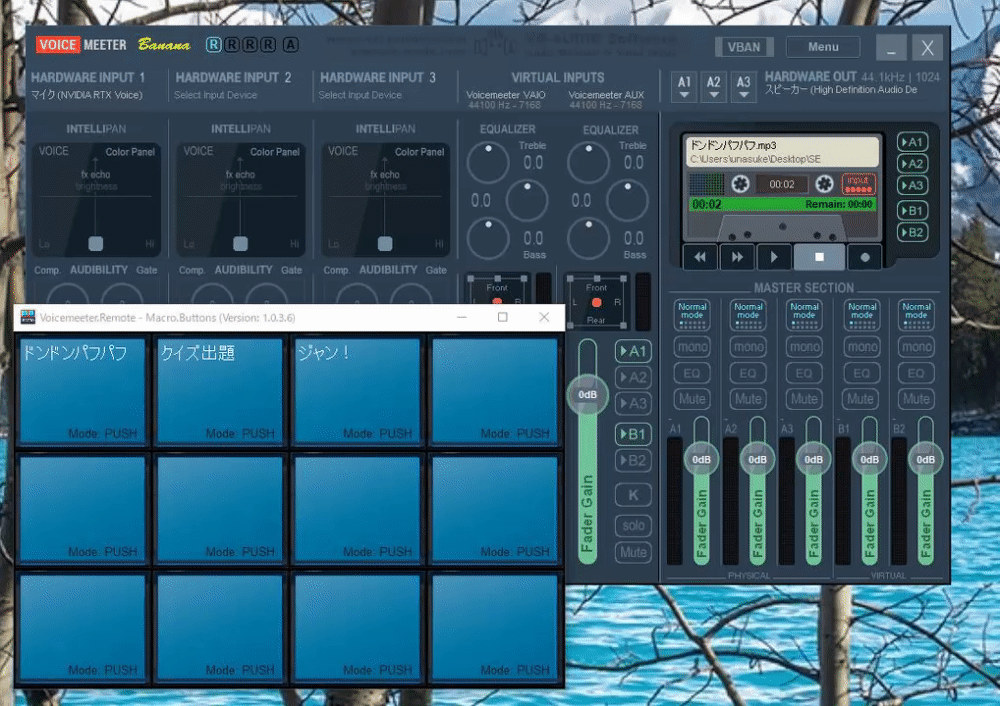 VOICE MEETER Banana R R R R A
VBAN Menu
HARDWARE INPUT 1
マイク (NVIDIA RTX Voice)
HARDWARE INPUT 2
Select Input Device
HARDWARE INPUT 3
Select Input Device
VIRTUAL INPUTS
Voicemeeter VAIO
44100 Hz - 7168
Voicemeeter AUX
44100 Hz - 7168
A1 A2 A3
HARDWARE OUT 44.1kHz | 1024
スピーカー (High Definition Audio De
INTELLIPAN
VOICE Color Panel
fx echo
brightness
Lo Hi
INTELLIPAN
VOICE Color Panel
fx echo
brightness
Lo Hi
INTELLIPAN
VOICE Color Panel
fx echo
brightness
Lo Hi
Comp. AUDIBILITY Gate
Comp. AUDIBILITY Gate
Comp. AUDIBILITY Gate
EQUALIZER
Treble
0.0
0.0
0.0
Bass
EQUALIZER
Treble
0.0
0.0
0.0
Bass
Front
L R
Front
L R
Rear
ドンドンパフパフ.mp3
C:\Users\unasuke\Desktop\SE
00:02
input
00:02 Remain: 00:00
A1
A2
A3
B1
B2
MASTER SECTION
Normal mode
Normal mode
Normal mode
Normal mode
Normal mode
mono mono mono mono mono
EQ EQ EQ EQ EQ
Mute Mute Mute Mute Mute
A1 A2 A3 B1 B2
0dB 0dB 0dB 0dB 0dB
Fader Gain Fader Gain Fader Gain Fader Gain Fader Gain
PHYSICAL VIRTUAL
0dB
Fader Gain
A1
A2
A3
B1
B2
K
solo
Mute
Voicemeeter.Remote - Macro.Buttons (Version: 1.0.3.6)
ドンドンパフパフ
クイズ出題
ジャン！
Mode: PUSH Mode: PUSH Mode: PUSH Mode: PUSH
Mode: PUSH Mode: PUSH Mode: PUSH Mode: PUSH
Mode: PUSH Mode: PUSH Mode: PUSH Mode: PUSH